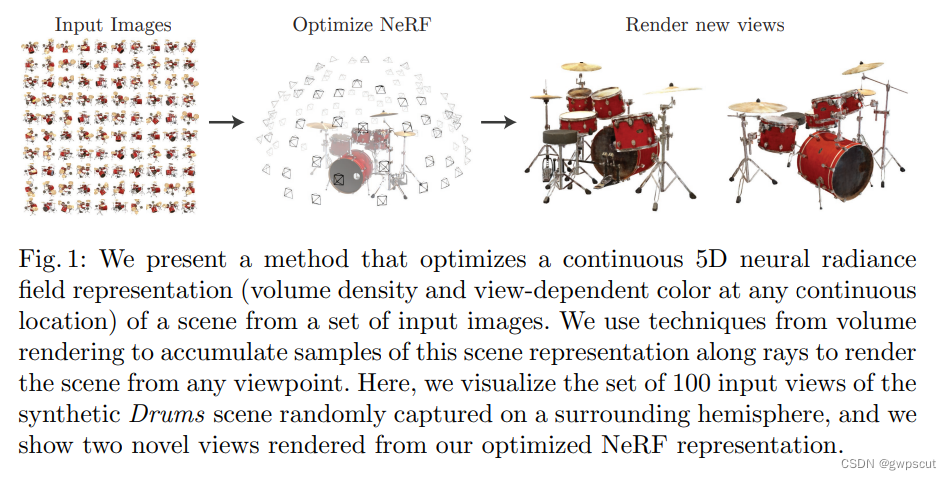 Input Images
Optimize NeRF
Render new views
Fig. 1: We present a method that optimizes a continuous 5D neural radiance
field representation (volume density and view-dependent color at any continuous
location) of a scene from a set of input images. We use techniques from volume
rendering to accumulate samples of this scene representation along rays to render
the scene from any viewpoint. Here, we visualize the set of 100 input views of the
synthetic Drums scene randomly captured on a surrounding hemisphere, and we
show two novel views rendered from our optimized NeRF representation.
CSDN @gwpscut